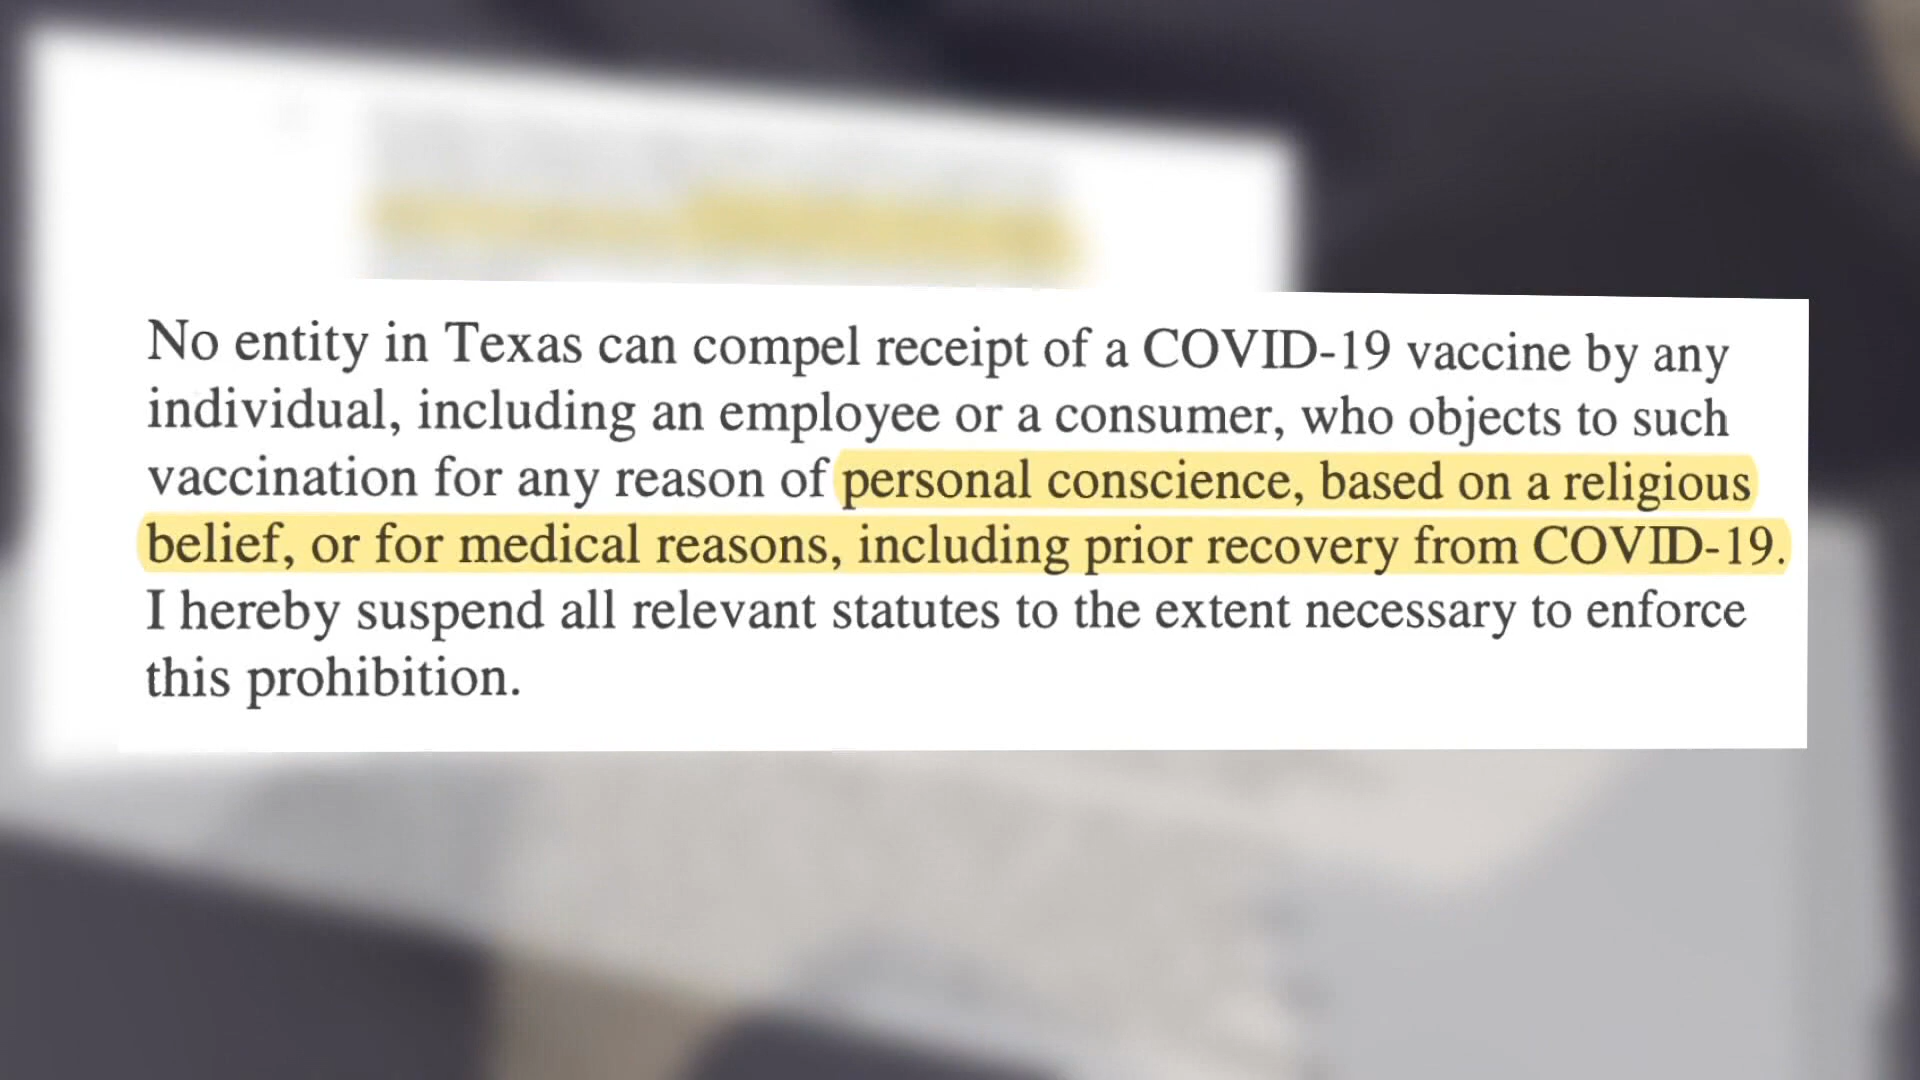 No entity in Texas can compel receipt of a COVID-19 vaccine by any
individual, including an employee or a consumer, who objects to such
vaccination for any reason of personal conscience, based on a religious
belief, or for medical reasons, including prior recovery from COVID-19.
I hereby suspend all relevant statutes to the extent necessary to enforce
this prohibition.